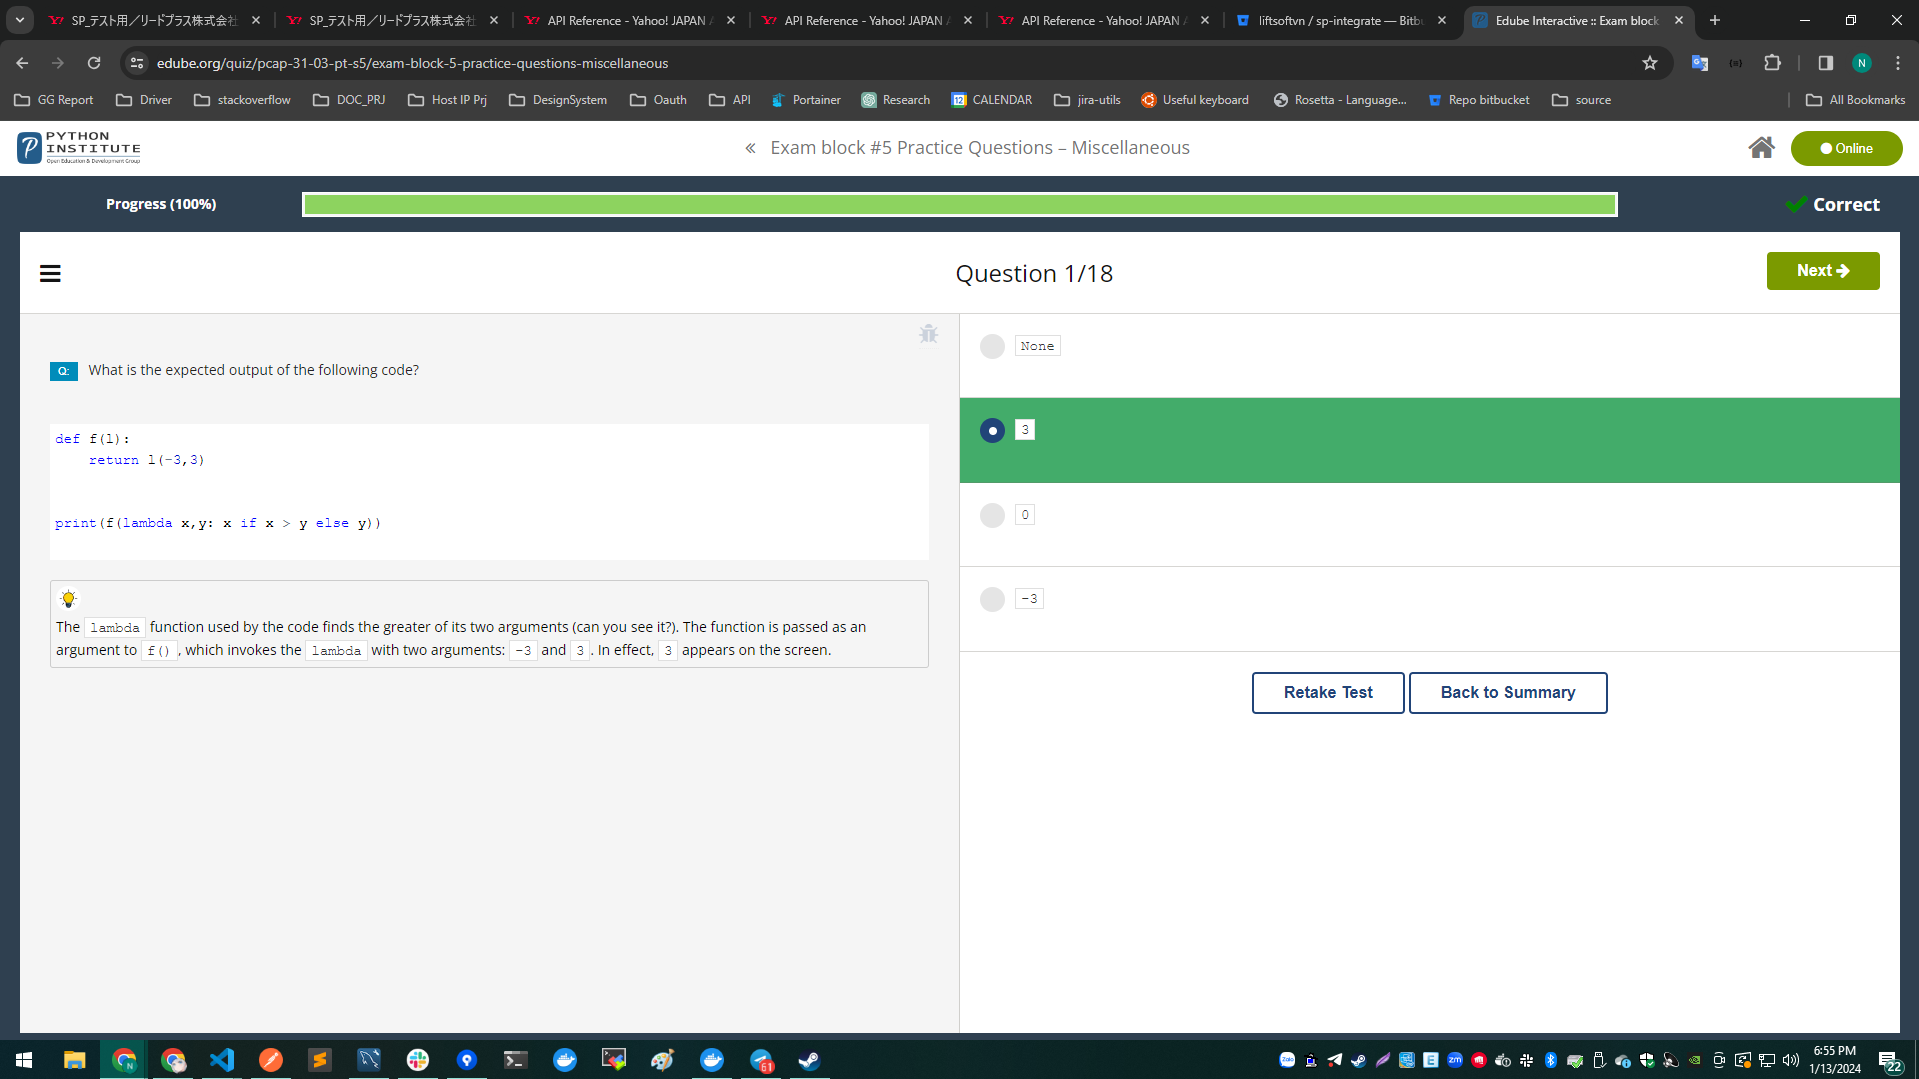 SP_テスト用／リードプラス株式会社
SP_テスト用／リードプラス株式会社
API Reference - Yahoo! JAPAN
API Reference - Yahoo! JAPAN
API Reference - Yahoo! JAPAN
liftsoftvn / sp-integrate — Bitbu
Edube Interactive :: Exam block
edube.org/quiz/pcap-31-03-pt-s5/exam-block-5-practice-questions-miscellaneous
N
GG Report
Driver
stackoverflow
DOC_PRJ
Host IP Prj
DesignSystem
Oauth
API
Portainer
Research
12
CALENDAR
jira-utils
Useful keyboard
Rosetta - Language...
Repo bitbucket
source
All Bookmarks
PYTHON
INSTITUTE
Open Education & Development Group
« Exam block #5 Practice Questions – Miscellaneous
Online
Progress (100%)
Correct
Question 1/18
Next
Q: What is the expected output of the following code?
def f(l):
    return l(-3,3)
print(f(lambda x,y: x if x > y else y))
The lambda function used by the code finds the greater of its two arguments (can you see it?). The function is passed as an
argument to f() , which invokes the lambda with two arguments: -3 and 3 . In effect, 3 appears on the screen.
None
3
0
-3
Retake Test
Back to Summary
61
6:55 PM
1/13/2024
22